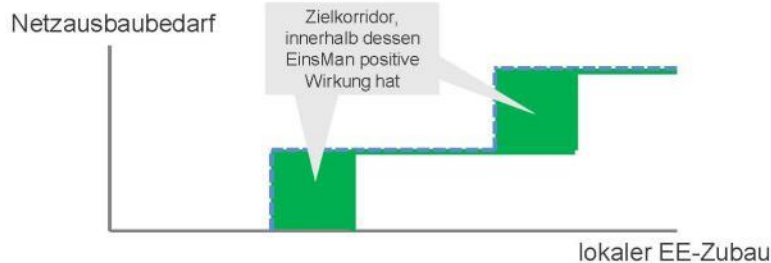 Netzausbaubedarf
Zielkorridor,
innerhalb dessen
EinsMan positive
Wirkung hat
lokaler EE-Zubau